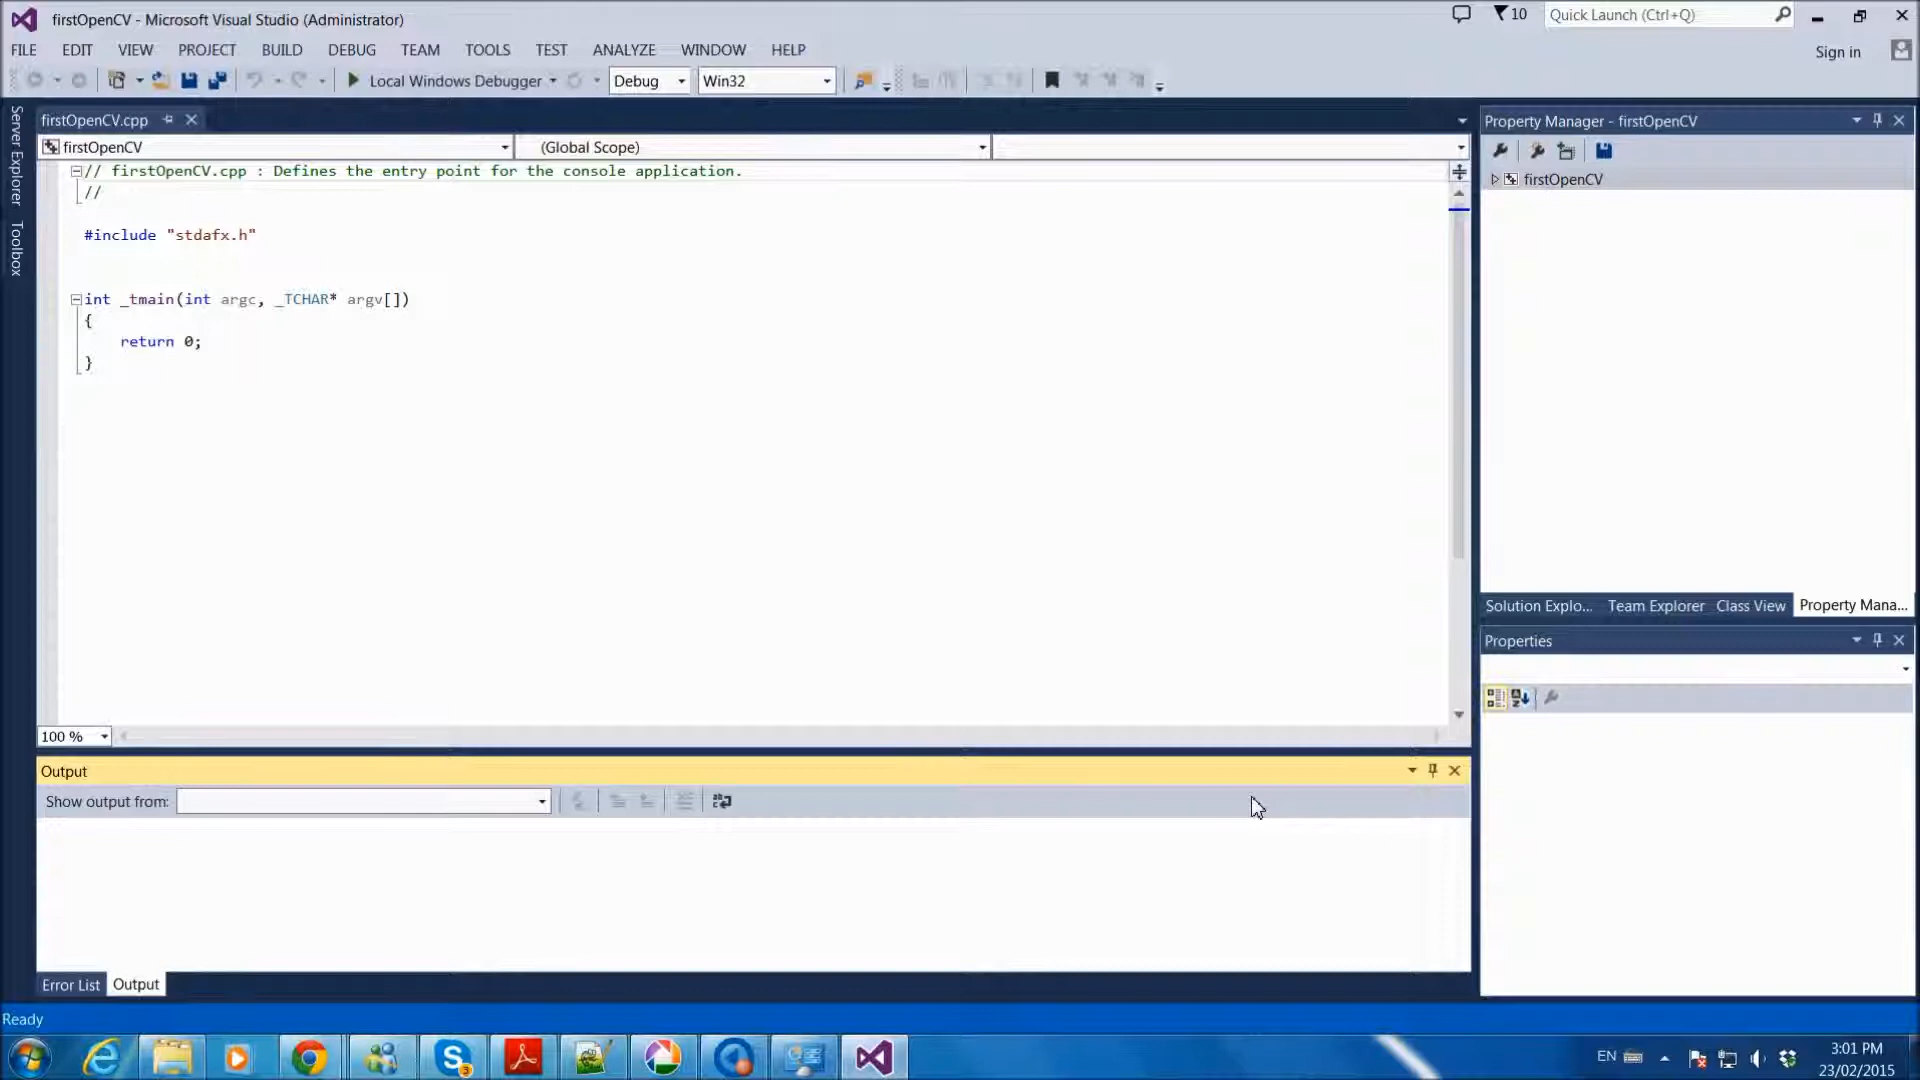 firstOpenCV - Microsoft Visual Studio (Administrator)
10
Quick Launch (Ctrl+Q)
FILE EDIT VIEW PROJECT BUILD DEBUG TEAM TOOLS TEST ANALYZE WINDOW HELP
Sign in
Local Windows Debugger
Debug
Win32
Server Explorer
Toolbox
firstOpenCV.cpp
firstOpenCV
(Global Scope)
// firstOpenCV.cpp : Defines the entry point for the console application.
//
#include "stdafx.h"
int _tmain(int argc, _TCHAR* argv[])
{
return 0;
}
100 %
Property Manager - firstOpenCV
firstOpenCV
Solution Explo... Team Explorer Class View Property Mana...
Properties
Output
Show output from:
Error List Output
Ready
3
EN
3:01 PM
23/02/2015